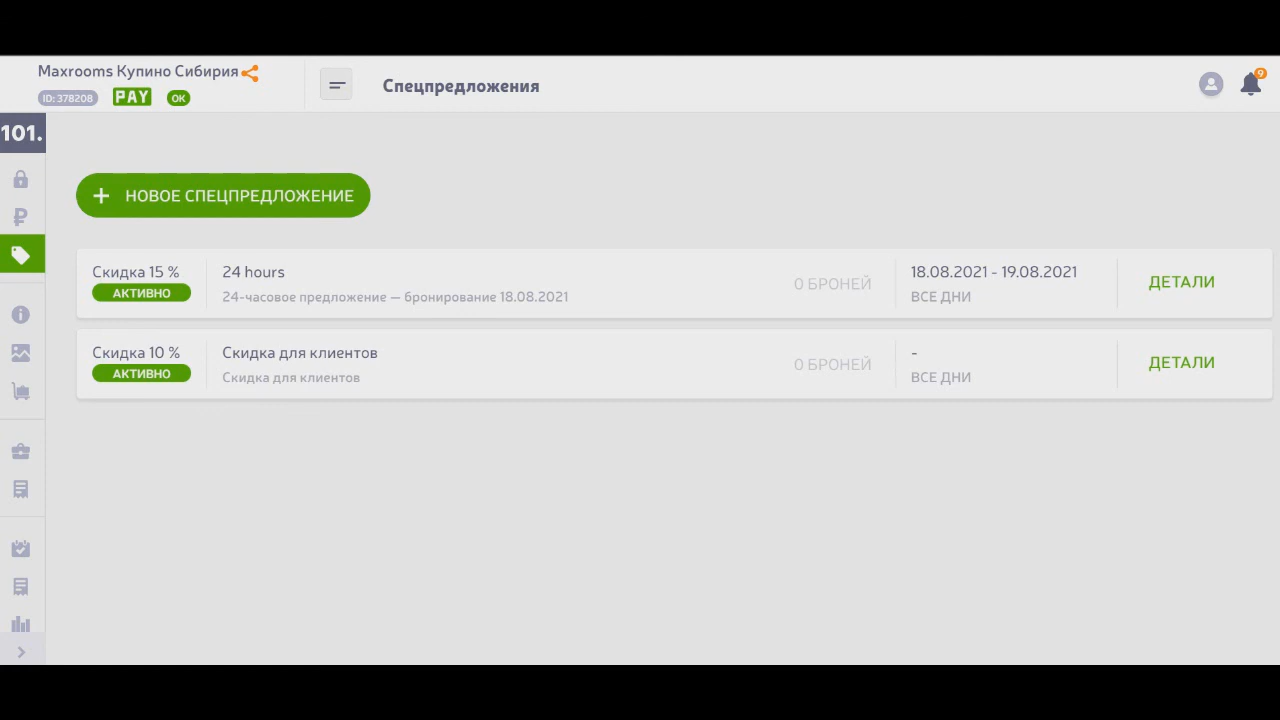 Maxrooms Купино Сибирия
ID: 378208 PAY OK
Спецпредложения
9
101.
НОВОЕ СПЕЦПРЕДЛОЖЕНИЕ
Скидка 15 %
АКТИВНО
24 hours
24-часовое предложение — бронирование 18.08.2021
0 БРОНЕЙ
18.08.2021 - 19.08.2021
ВСЕ ДНИ
ДЕТАЛИ
Скидка 10 %
АКТИВНО
Скидка для клиентов
Скидка для клиентов
0 БРОНЕЙ
-
ВСЕ ДНИ
ДЕТАЛИ